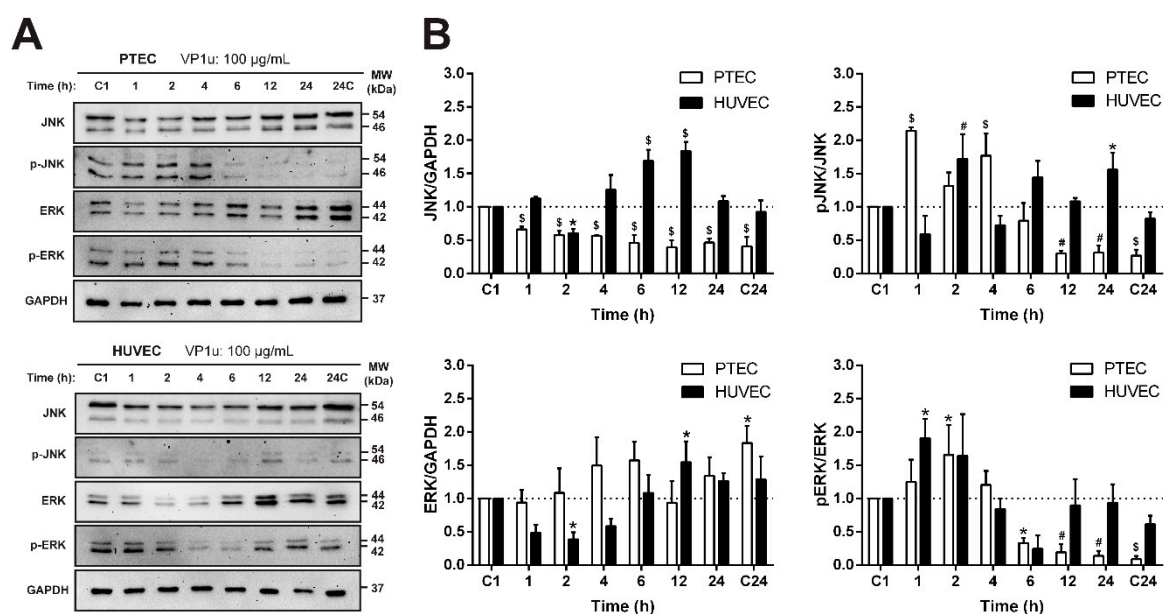 A
PTEC VP1u: 100 µg/mL
Time (h): C1 1 2 4 6 12 24 24C MW (kDa)
JNK 54 46
p-JNK 54 46
ERK 44 42
p-ERK 44 42
GAPDH 37
HUVEC VP1u: 100 µg/mL
Time (h): C1 1 2 4 6 12 24 24C MW (kDa)
JNK 54 46
p-JNK 54 46
ERK 44 42
p-ERK 44 42
GAPDH 37
B
JNK/GAPDH
3.0
2.5
2.0
1.5
1.0
0.5
0.0
PTEC
HUVEC
$ $ * $ $ $ $ $ $ $
C1 1 2 4 6 12 24 C24
Time (h)
pJNK/JNK
3.0
2.5
2.0
1.5
1.0
0.5
0.0
PTEC
HUVEC
$ # $ # # * $
C1 1 2 4 6 12 24 C24
Time (h)
ERK/GAPDH
3.0
2.5
2.0
1.5
1.0
0.5
0.0
PTEC
HUVEC
* * *
C1 1 2 4 6 12 24 C24
Time (h)
pERK/ERK
3.0
2.5
2.0
1.5
1.0
0.5
0.0
PTEC
HUVEC
* * * # # $
C1 1 2 4 6 12 24 C24
Time (h)